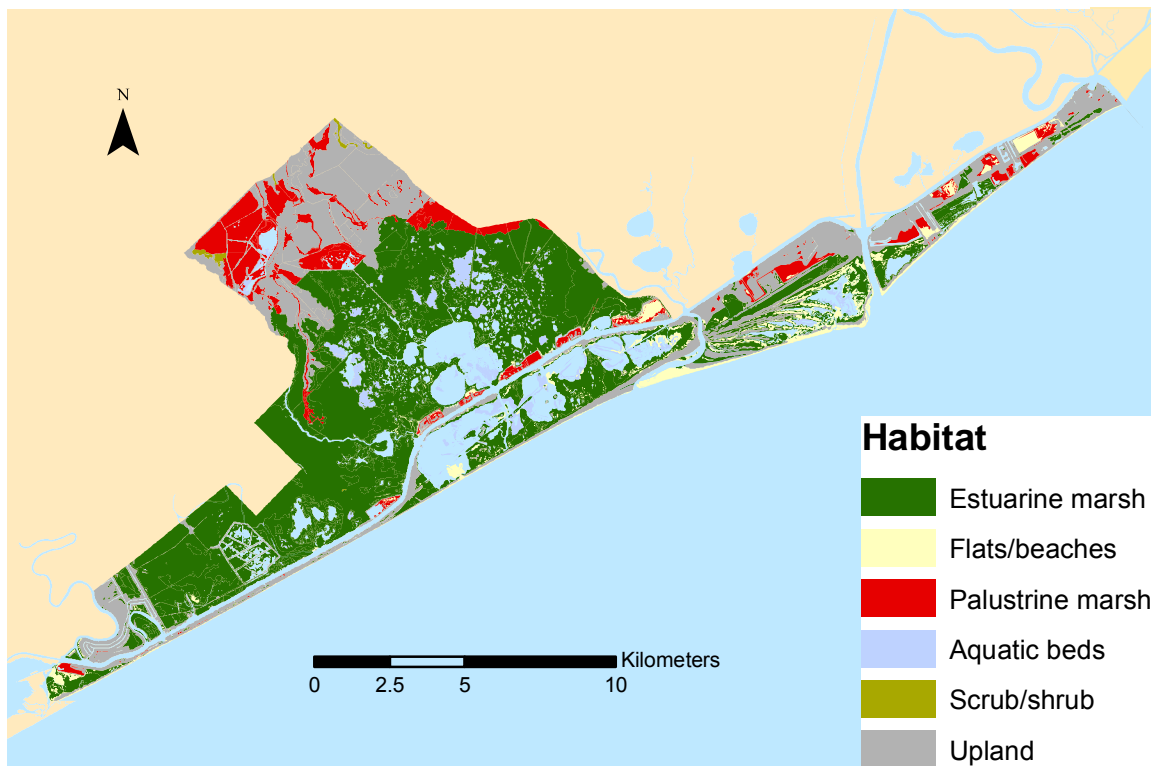 N
Kilometers
0 2.5 5 10
Habitat
Estuarine marsh
Flats/beaches
Palustrine marsh
Aquatic beds
Scrub/shrub
Upland